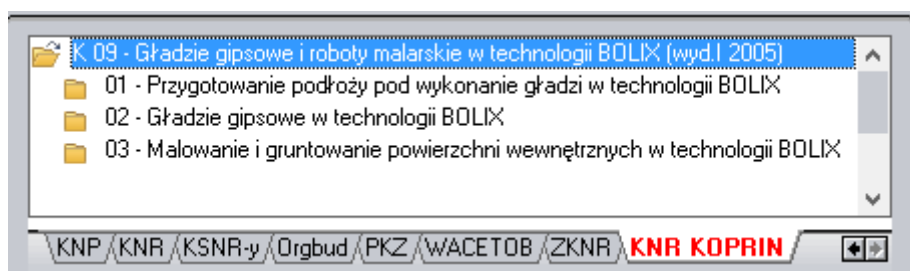 K 09 - Gładzie gipsowe i roboty malarskie w technologii BOLIX (wyd.I 2005)
01 - Przygotowanie podłoży pod wykonanie gładzi w technologii BOLIX
02 - Gładzie gipsowe w technologii BOLIX
03 - Malowanie i gruntowanie powierzchni wewnętrznych w technologii BOLIX
KNP KNR KSNR-y Orgbud PKZ WACETOB ZKNR KNR KOPRIN